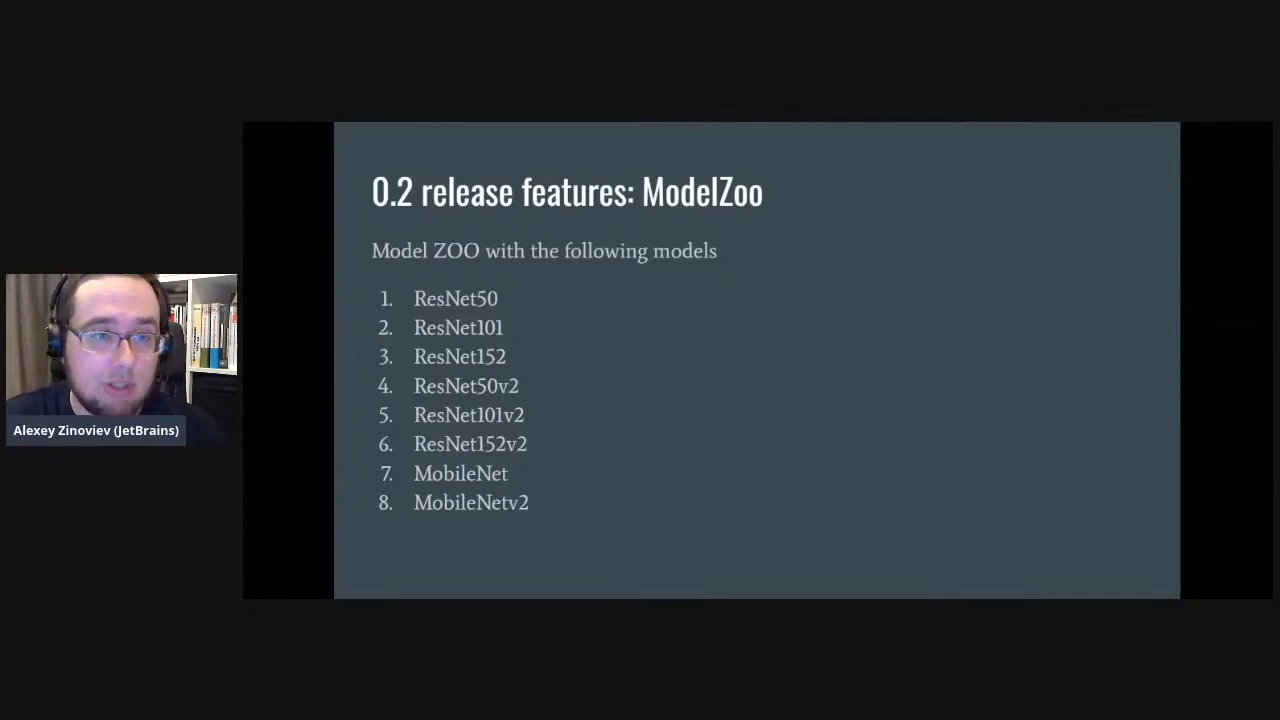 0.2 release features: ModelZoo
Model ZOO with the following models
1. ResNet50
2. ResNet101
3. ResNet152
4. ResNet50v2
5. ResNet101v2
6. ResNet152v2
7. MobileNet
8. MobileNetv2
Alexey Zinoviev (JetBrains)